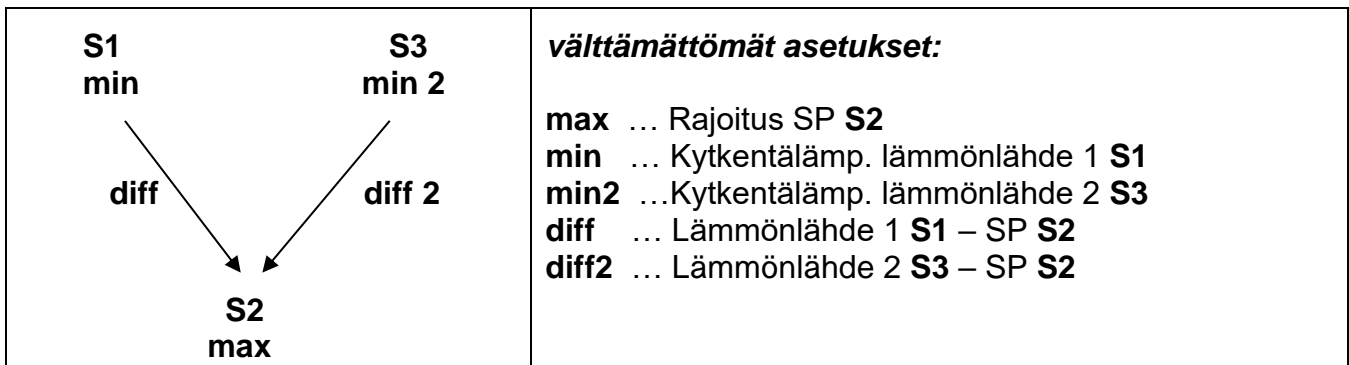 S1 S3
min min 2
diff diff 2
S2
max
välttämättömät asetukset:
max … Rajoitus SP S2
min … Kytkentälämp. lämmönlähde 1 S1
min2 …Kytkentälämp. lämmönlähde 2 S3
diff … Lämmönlähde 1 S1 – SP S2
diff2 … Lämmönlähde 2 S3 – SP S2